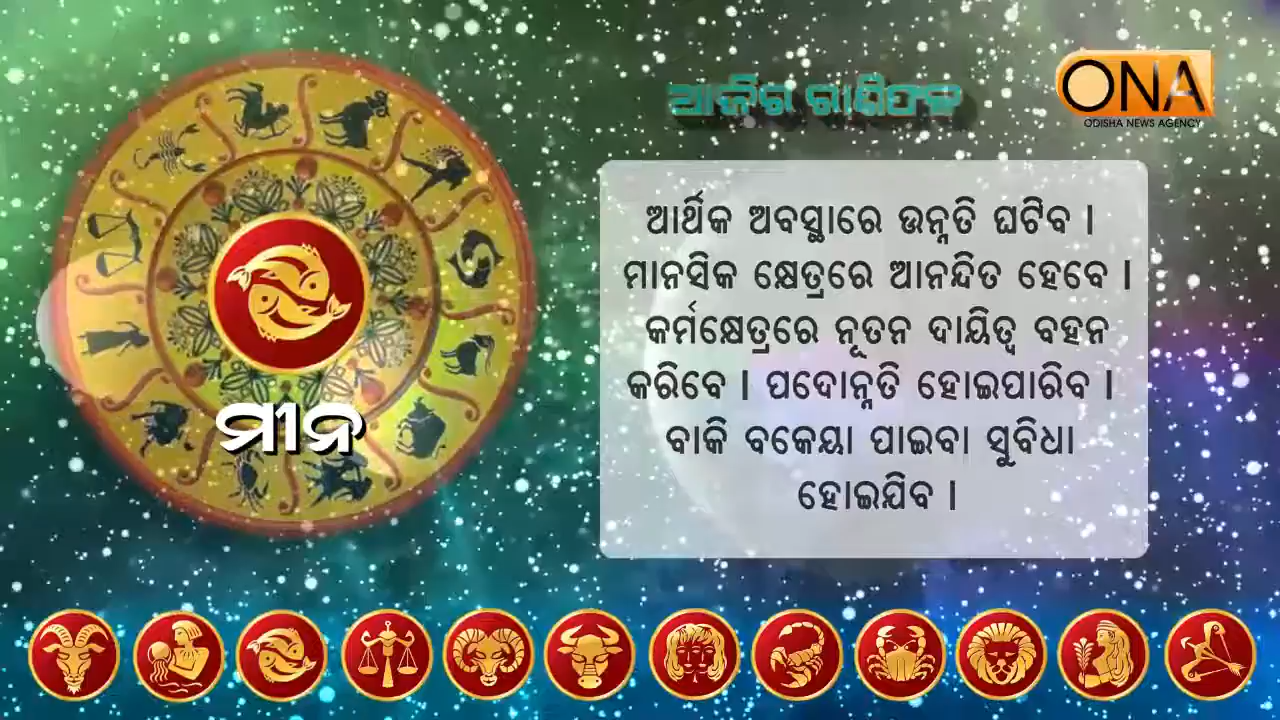 ଆଜିର ରାଶିଫଳ
ONA
ODISHA NEWS AGENCY
ଆର୍ଥିକ ଅବସ୍ଥାରେ ଉନ୍ନତି ଘଟିବ ।
ମାନସିକ କ୍ଷେତ୍ରରେ ଆନନ୍ଦିତ ହେବେ ।
କର୍ମକ୍ଷେତ୍ରରେ ନୂତନ ଦାୟିତ୍ୱ ବହନ
କରିବେ । ପଦୋନ୍ନତି ହୋଇପାରିବ ।
ବାକି ବକେୟା ପାଇବା ସୁବିଧା
ହୋଇଯିବ ।
ମୀନ